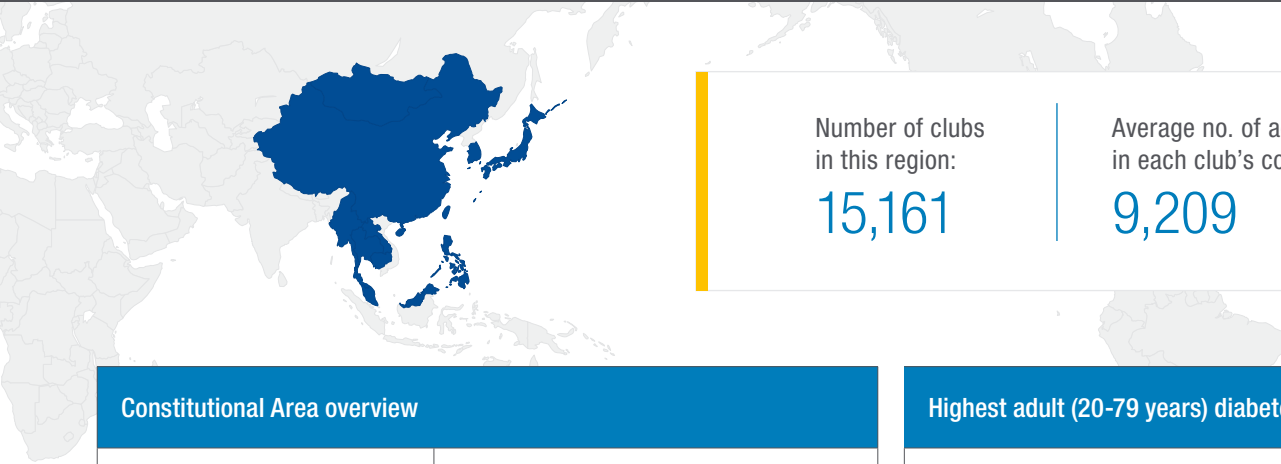 Number of clubs
in this region:
15,161
Average no. of a
in each club's co
9,209
Constitutional Area overview
Highest adult (20-79 years)